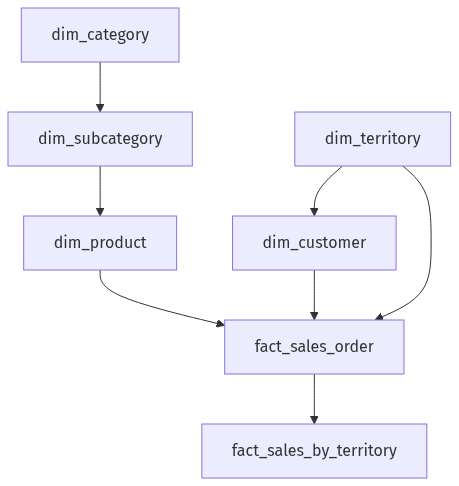 dim_category
dim_subcategory
dim_territory
dim_product
dim_customer
fact_sales_order
fact_sales_by_territory